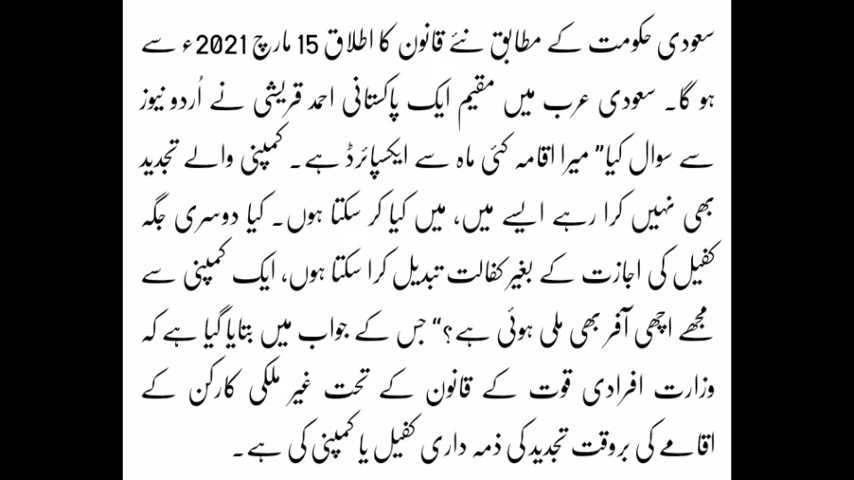 سعودی حکومت کے مطابق نئے قانون کا اطلاق 15 مارچ 2021ء سے
ہو گا۔ سعودی عرب میں مقیم ایک پاکستانی احمد قریشی نے اُردو نیوز
سے سوال کیا” میرا اقامہ کئی ماہ سے ایکسپائرڈ ہے۔ کمپنی والے تجدید
بھی نہیں کرا رہے ایسے میں، میں کیا کر سکتا ہوں۔ کیا دوسری جگہ
کفیل کی اجازت کے بغیر کفالت تبدیل کرا سکتا ہوں، ایک کمپنی سے
مجھے اچھی آفر بھی ملی ہوئی ہے؟“ جس کے جواب میں بتایا گیا ہے کہ
وزارت افرادی قوت کے قانون کے تحت غیر ملکی کارکن کے
اقامے کی بروقت تجدید کی ذمہ داری کفیل یا کمپنی کی ہے۔